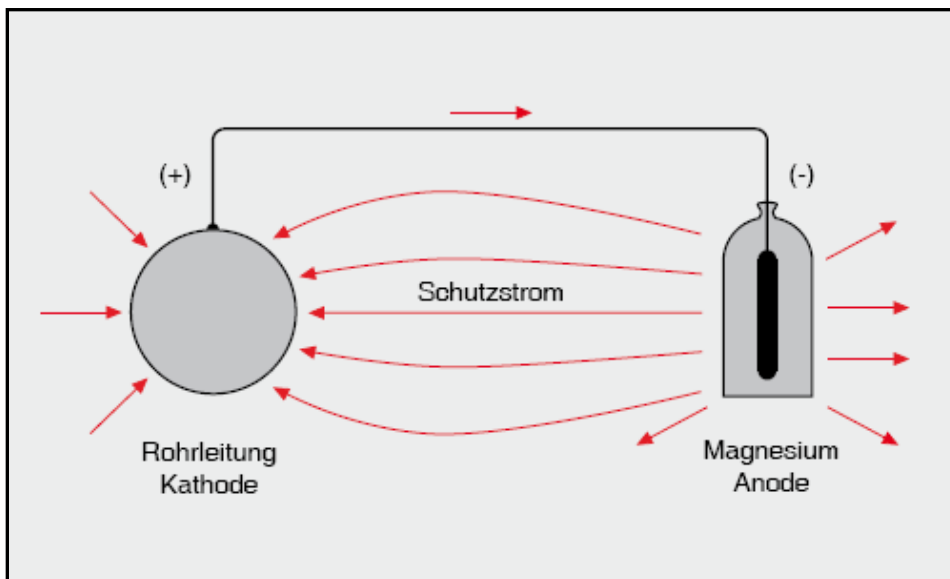 (+)
(-)
Schutzstrom
Rohrleitung
Kathode
Magnesium
Anode